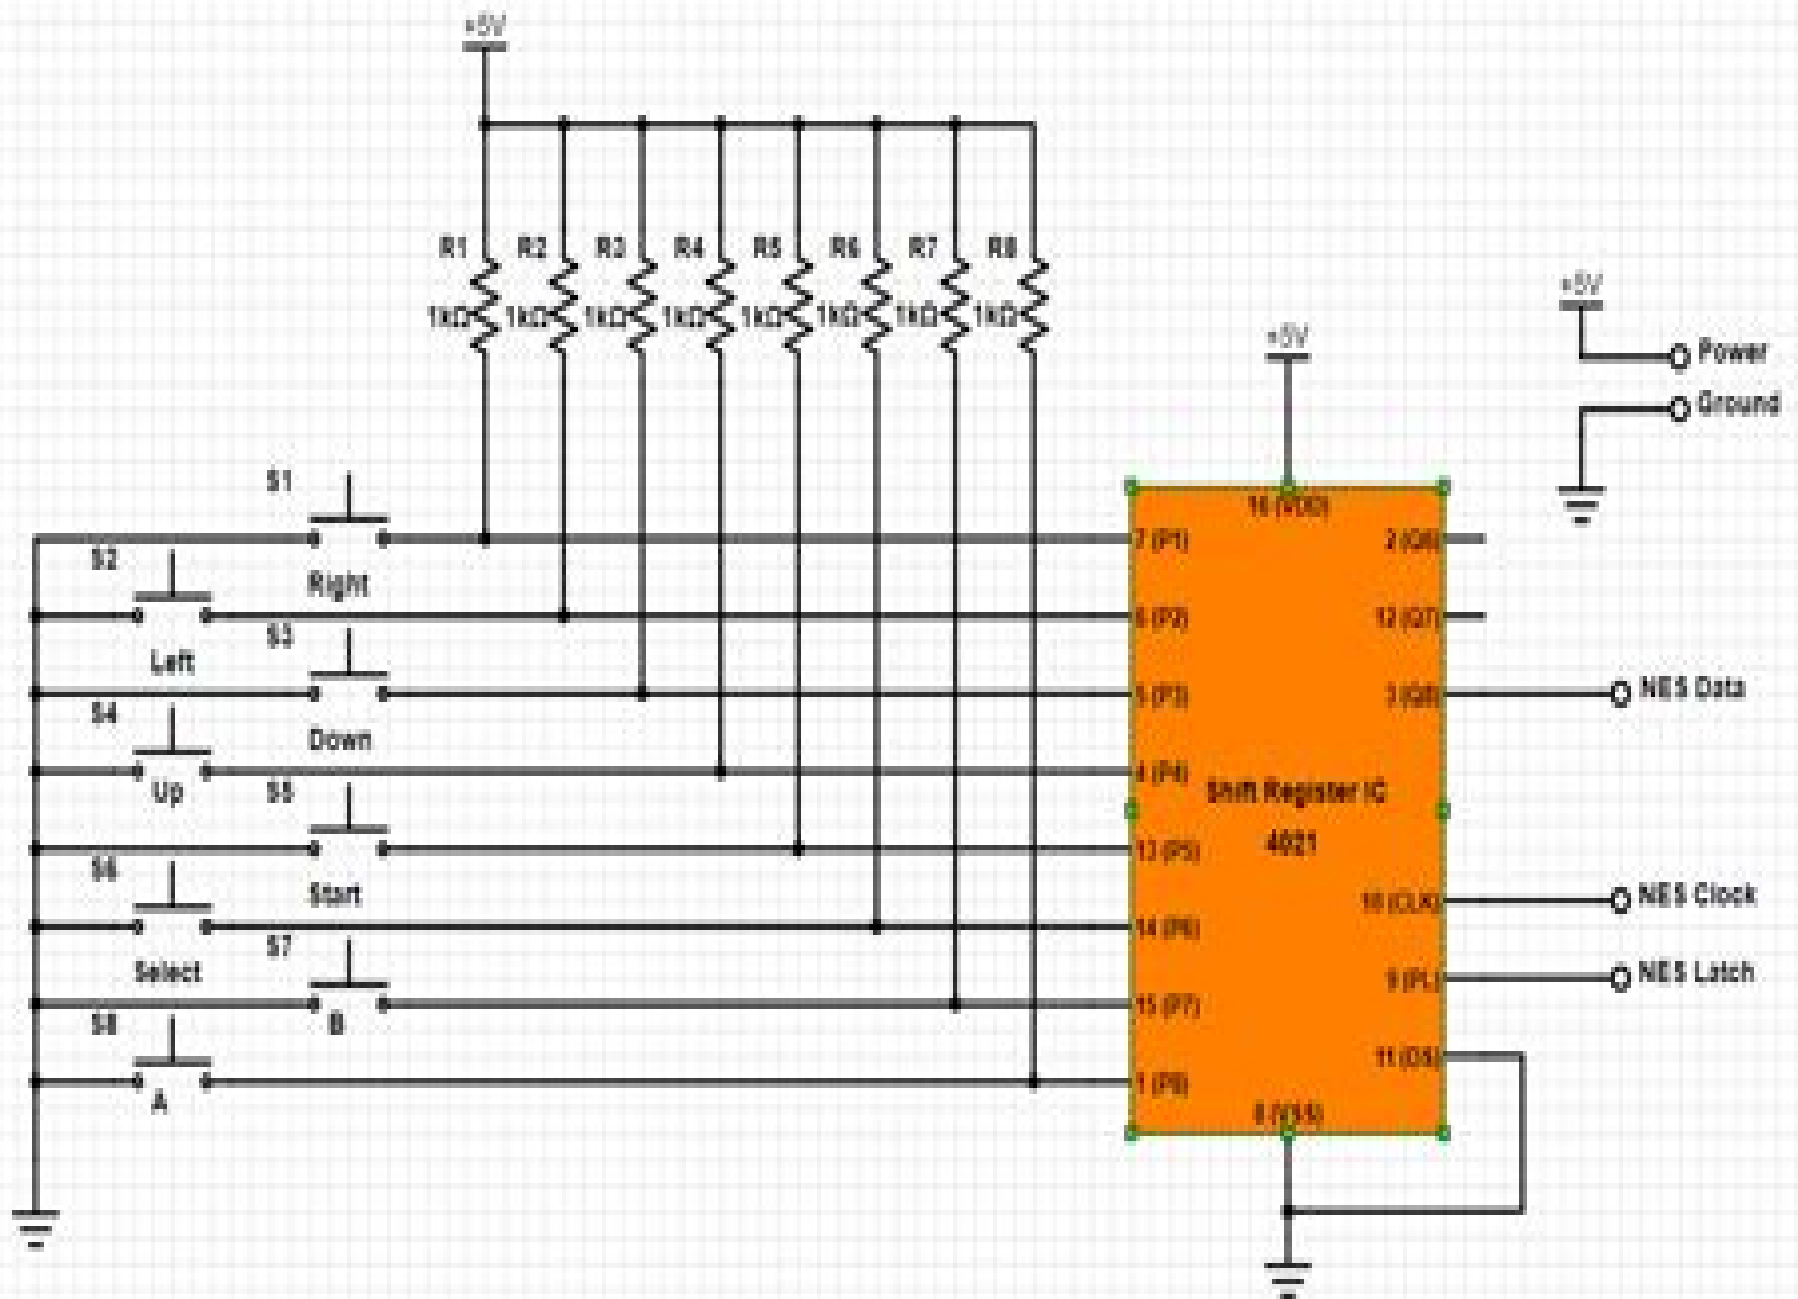 +5V
R1 R2 R3 R4 R5 R6 R7 R8
1kΩ 1kΩ 1kΩ 1kΩ 1kΩ 1kΩ 1kΩ 1kΩ
+5V
Power
Ground
+5V
S1
Right
S2
Left
S3
Down
S4
Up
S5
Start
S6
Select
S7
B
S8
A
16 (VDD)
7 (P1)
6 (P2)
5 (P3)
4 (P4)
13 (P5)
14 (P6)
15 (P7)
1 (P8)
Shift Register IC
4021
2 (Q6)
12 (Q7)
3 (Q8)
10 (CLK)
9 (PL)
11 (DS)
8 (VSS)
NES Data
NES Clock
NES Latch